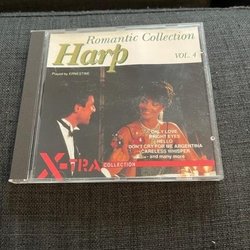 Romantic Collection
Harp
VOL. 4
Played by ERNESTINE
ONLY LOVE
BRIGHT EYES
HELLO
DON'T CRY FOR ME ARGENTINA
CARELESS WHISPER
and many more
X-TRA COLLECTION